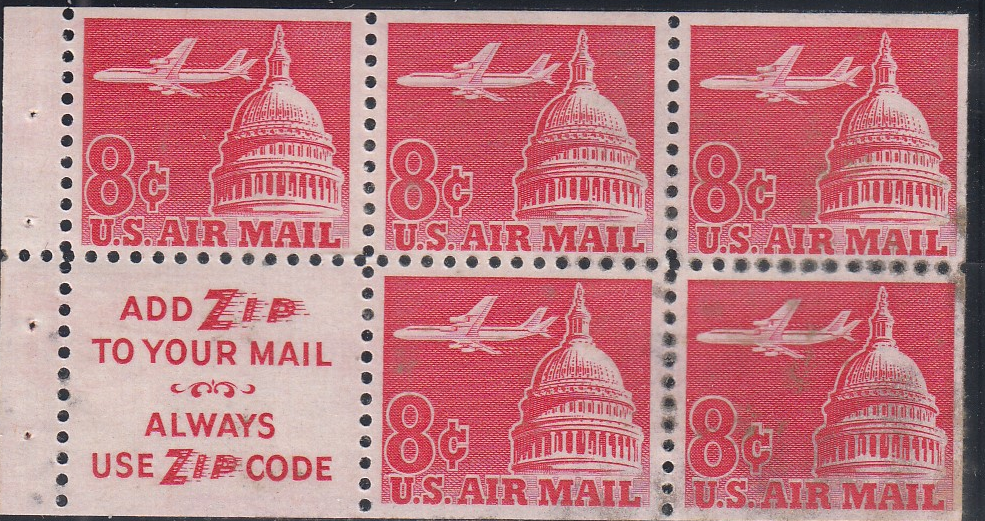 8¢
U.S. AIR MAIL
8¢
U.S. AIR MAIL
8¢
U.S. AIR MAIL
ADD ZIP
TO YOUR MAIL
ALWAYS
USE ZIP CODE
8¢
U.S. AIR MAIL
8¢
U.S. AIR MAIL